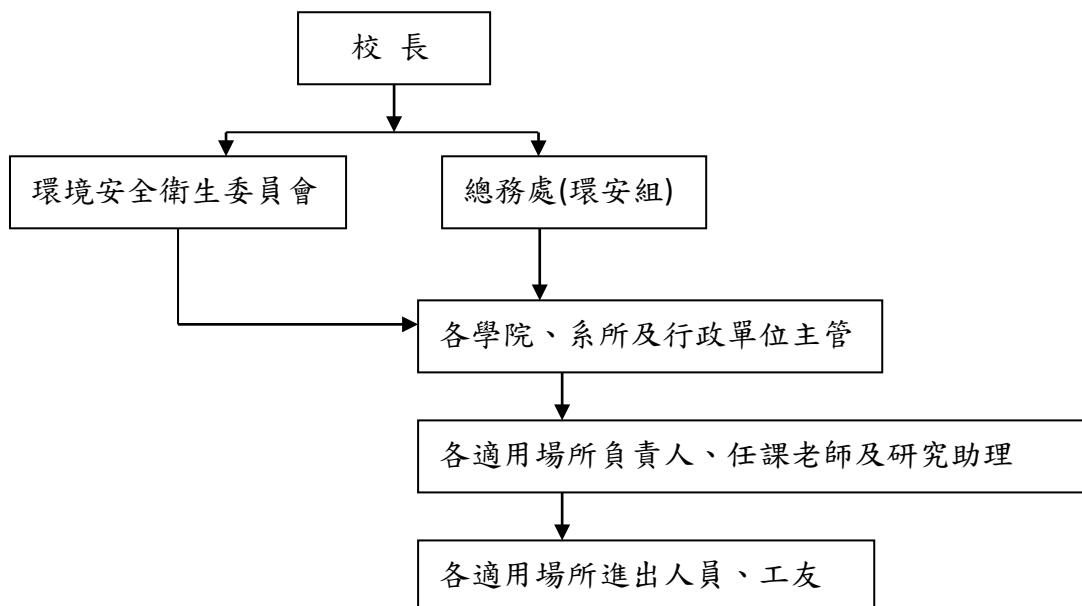 校 長
環境安全衛生委員會
總務處(環安組)
各學院、系所及行政單位主管
各適用場所負責人、任課老師及研究助理
各適用場所進出人員、工友